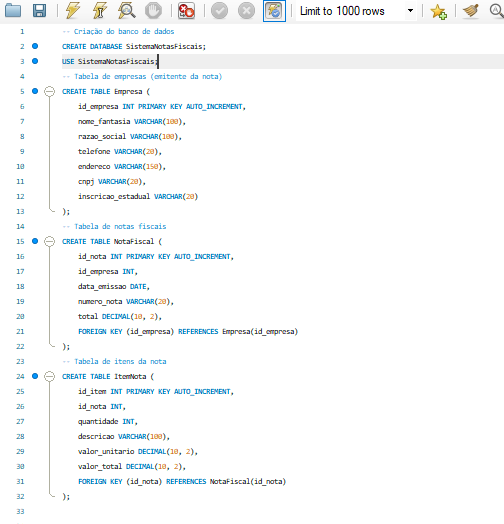 Limit to 1000 rows
1 -- Criação do banco de dados
2 CREATE DATABASE SistemaNotasFiscais;
3 USE SistemaNotasFiscais;
4 -- Tabela de empresas (emitente da nota)
5 CREATE TABLE Empresa (
6 id_empresa INT PRIMARY KEY AUTO_INCREMENT,
7 nome_fantasia VARCHAR(100),
8 razao_social VARCHAR(100),
9 telefone VARCHAR(20),
10 endereco VARCHAR(150),
11 cnpj VARCHAR(20),
12 inscricao_estadual VARCHAR(20)
13 );
14 -- Tabela de notas fiscais
15 CREATE TABLE NotaFiscal (
16 id_nota INT PRIMARY KEY AUTO_INCREMENT,
17 id_empresa INT,
18 data_emissao DATE,
19 numero_nota VARCHAR(20),
20 total DECIMAL(10, 2),
21 FOREIGN KEY (id_empresa) REFERENCES Empresa(id_empresa)
22 );
23 -- Tabela de itens da nota
24 CREATE TABLE ItemNota (
25 id_item INT PRIMARY KEY AUTO_INCREMENT,
26 id_nota INT,
27 quantidade INT,
28 descricao VARCHAR(100),
29 valor_unitario DECIMAL(10, 2),
30 valor_total DECIMAL(10, 2),
31 FOREIGN KEY (id_nota) REFERENCES NotaFiscal(id_nota)
32 );
33